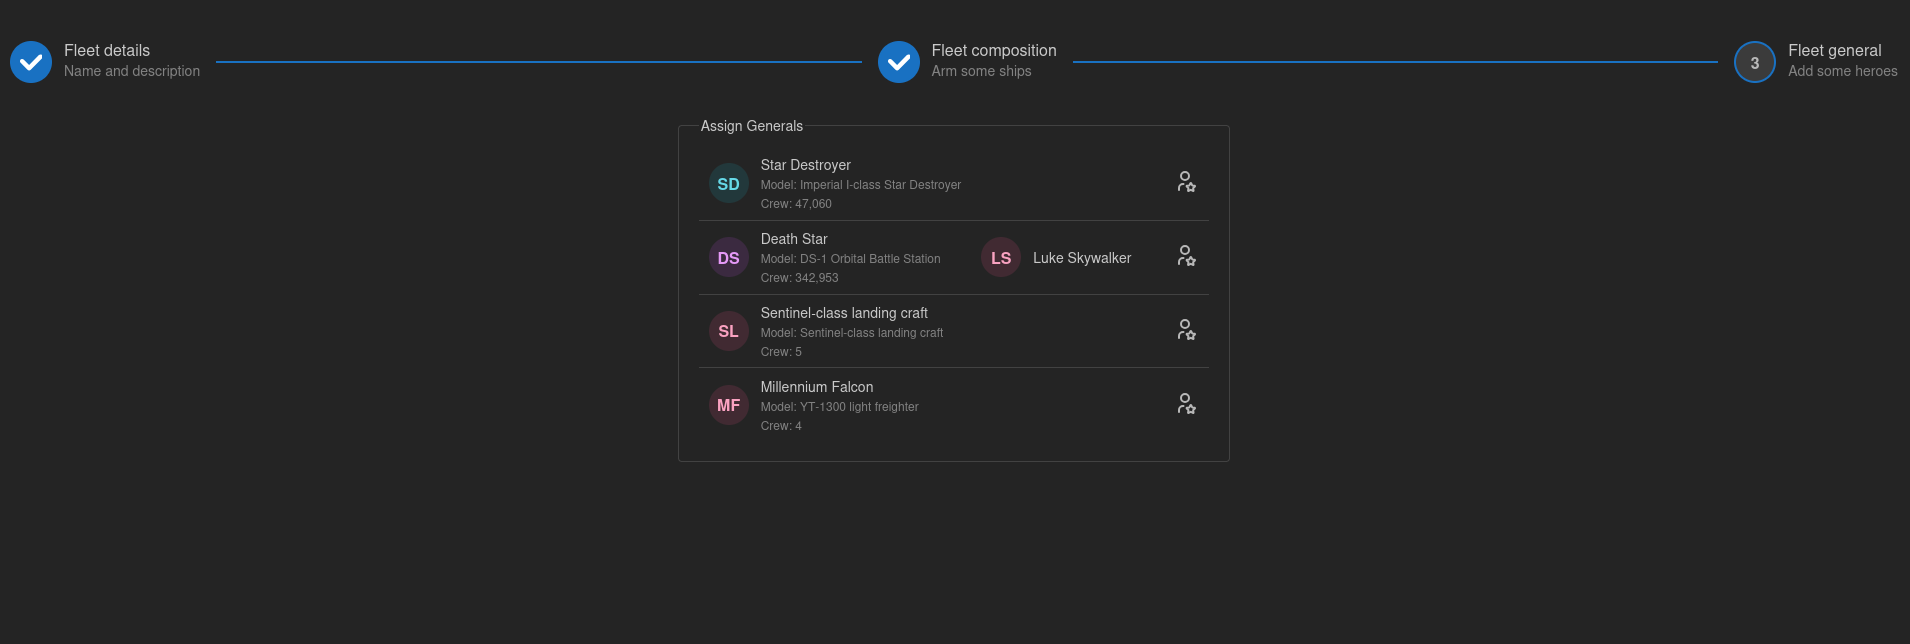 Fleet details
Name and description
Fleet composition
Arm some ships
3
Fleet general
Add some heroes
Assign Generals
SD
Star Destroyer
Model: Imperial I-class Star Destroyer
Crew: 47,060
DS
Death Star
Model: DS-1 Orbital Battle Station
Crew: 342,953
LS
Luke Skywalker
SL
Sentinel-class landing craft
Model: Sentinel-class landing craft
Crew: 5
MF
Millennium Falcon
Model: YT-1300 light freighter
Crew: 4